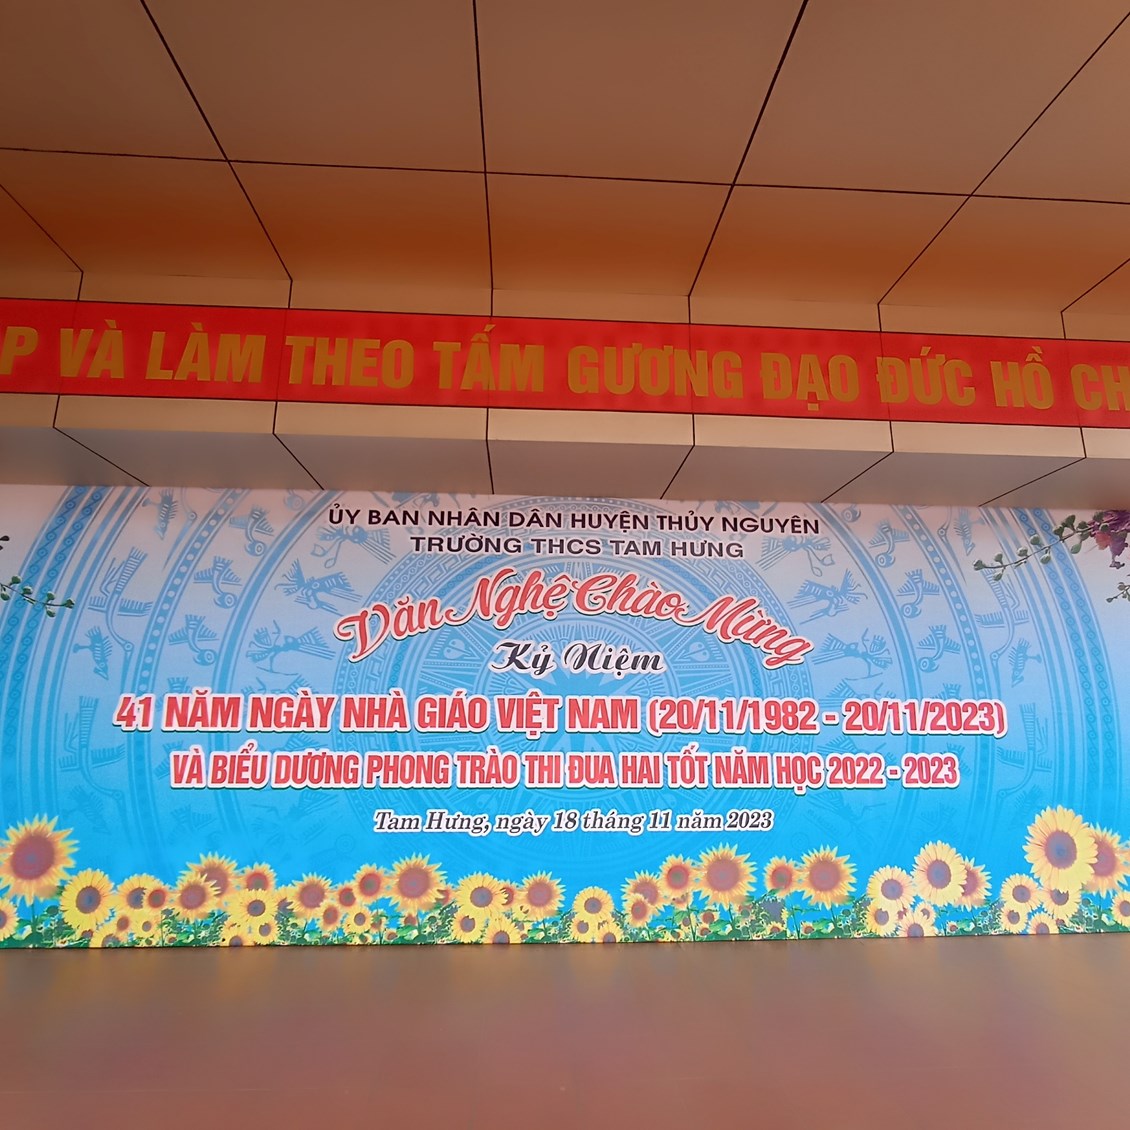 P VÀ LÀM THEO TẤM GƯƠNG ĐẠO ĐỨC HỒ CH
ỦY BAN NHÂN DÂN HUYỆN THỦY NGUYÊN
TRƯỜNG THCS TAM HƯNG
Văn Nghệ Chào Mừng
Kỷ Niệm
41 NĂM NGÀY NHÀ GIÁO VIỆT NAM (20/11/1982 - 20/11/2023)
VÀ BIỂU DƯƠNG PHONG TRÀO THI ĐUA HAI TỐT NĂM HỌC 2022 - 2023
Tam Hưng, ngày 18 tháng 11 năm 2023